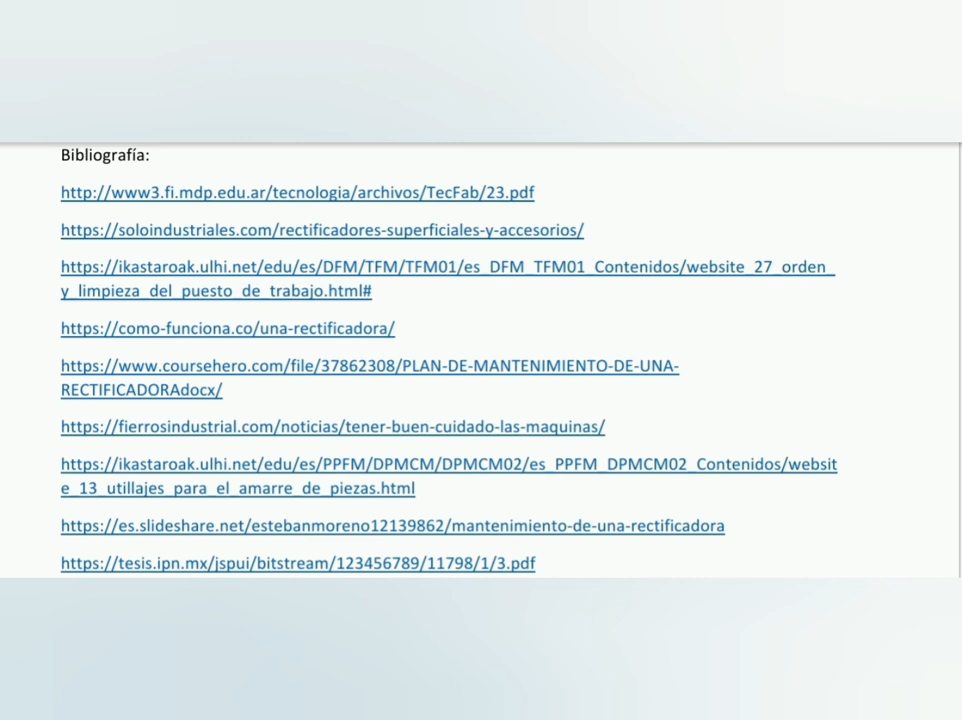 Bibliografía:
http://www3.fi.mdp.edu.ar/tecnologia/archivos/TecFab/23.pdf
https://soloindustriales.com/rectificadores-superficiales-y-accesorios/
https://ikastaroak.ulhi.net/edu/es/DFM/TFM/TFM01/es_DFM_TFM01_Contenidos/website_27_orden_
y_limpieza_del_puesto_de_trabajo.html#
https://como-funciona.co/una-rectificadora/
https://www.coursehero.com/file/37862308/PLAN-DE-MANTENIMIENTO-DE-UNA-
RECTIFICADORAdocx/
https://fierrosindustrial.com/noticias/tener-buen-cuidado-las-maquinas/
https://ikastaroak.ulhi.net/edu/es/PPFM/DPMCM/DPMCM02/es_PPFM_DPMCM02_Contenidos/websit
e_13_utillajes_para_el_amarre_de_piezas.html
https://es.slideshare.net/estebanmoreno12139862/mantenimiento-de-una-rectificadora
https://tesis.ipn.mx/jspui/bitstream/123456789/11798/1/3.pdf